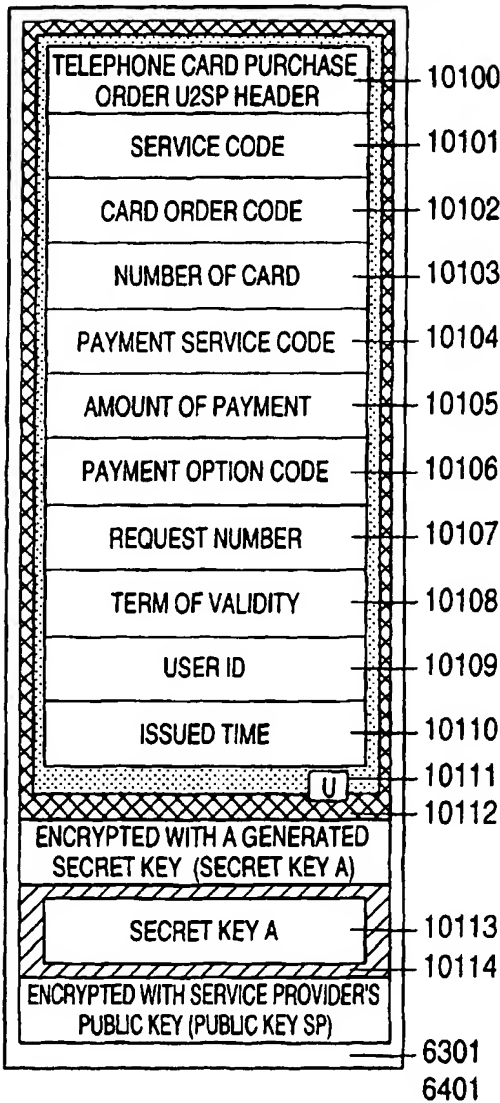 TELEPHONE CARD PURCHASE
ORDER U2SP HEADER
10100
SERVICE CODE
10101
CARD ORDER CODE
10102
NUMBER OF CARD
10103
PAYMENT SERVICE CODE
10104
AMOUNT OF PAYMENT
10105
PAYMENT OPTION CODE
10106
REQUEST NUMBER
10107
TERM OF VALIDITY
10108
USER ID
10109
ISSUED TIME
10110
U
10111
10112
ENCRYPTED WITH A GENERATED
SECRET KEY (SECRET KEY A)
SECRET KEY A
10113
10114
ENCRYPTED WITH SERVICE PROVIDER'S
PUBLIC KEY (PUBLIC KEY SP)
6301
6401